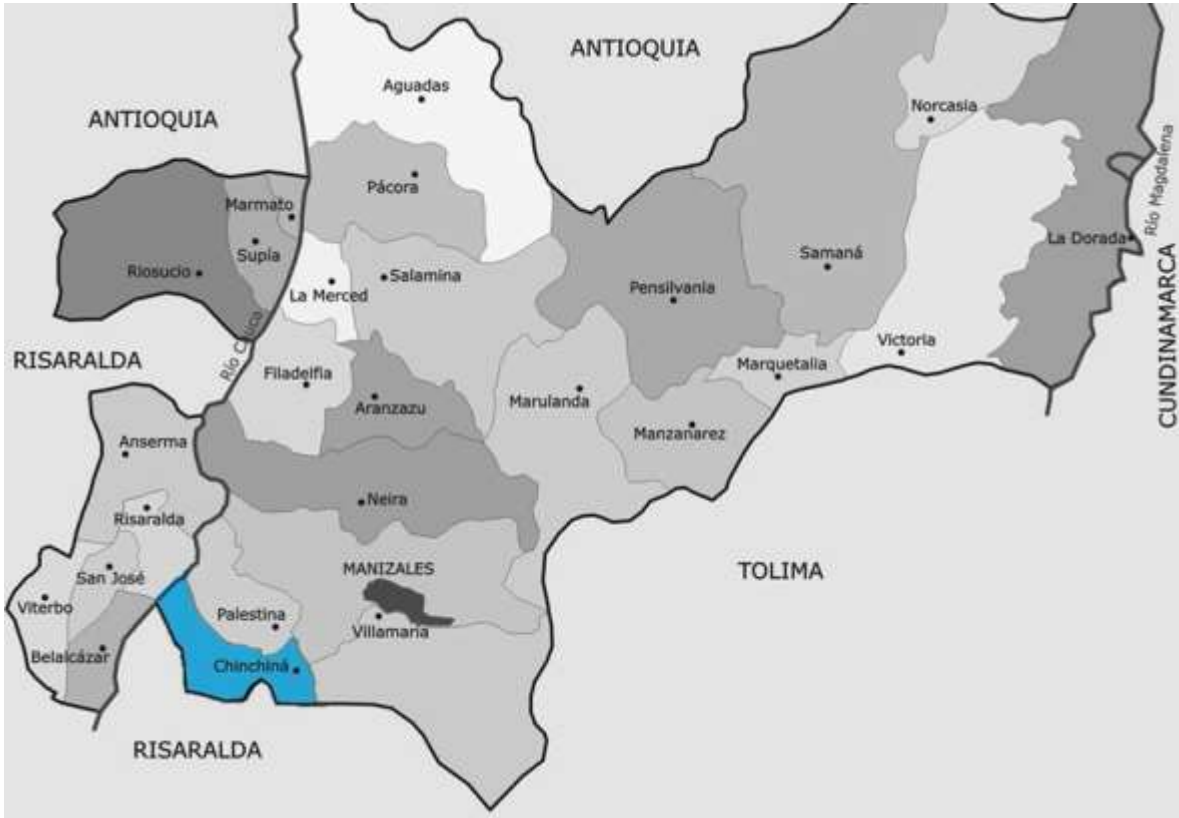 ANTIOQUIA
Aguadas
Norcasia
ANTIOQUIA
Río Magdalena
Pácora
Marmato
Supía
La Dorada
Samaná
Riosucio
Salamina
La Merced
Pensilvania
CUNDINAMARCA
Río Cauca
Victoria
RISARALDA
Filadelfia
Marquetalia
Aranzazu
Marulanda
Manzanarez
Anserma
Neira
Risaralda
MANIZALES
TOLIMA
San José
Viterbo
Palestina
Villamaria
Belalcázar
Chinchiná
RISARALDA